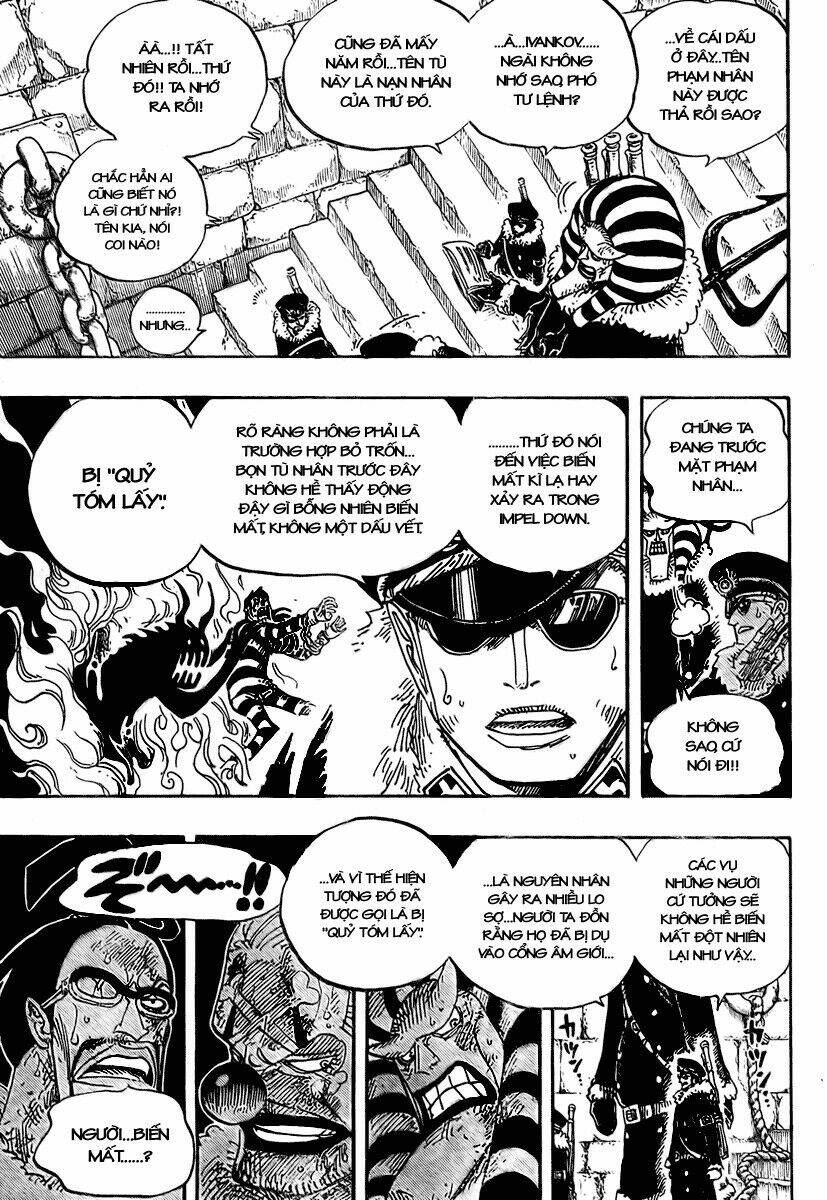 ...VỀ CÁI DẤU
Ở ĐÂY...TÊN
PHẠM NHÂN
NÀY ĐƯỢC
THẢ RỒI SAO?
...À...IVANKOV......
NGÀI KHÔNG
NHỚ SAO, PHÓ
TƯ LỆNH?
CŨNG ĐÃ MẤY
NĂM RỒI...TÊN TÙ
NÀY LÀ NẠN NHÂN
CỦA THỨ ĐÓ.
ÀÀ...!! TẤT
NHIÊN RỒI...THỨ
ĐÓ!! TA NHỚ
RA RỒI!
CHẮC HẲN AI
CŨNG BIẾT NÓ
LÀ GÌ CHỨ NHỈ?!
TÊN KIA, NÓI
COI NÀO!
.............
NHƯNG...
CHÚNG TA
ĐANG TRƯỚC
MẶT PHẠM
NHÂN...
KHÔNG
SAO, CỨ
NÓI ĐI!!
.........THỨ ĐÓ NÓI
ĐẾN VIỆC BIẾN
MẤT KÌ LẠ HAY
XẢY RA TRONG
IMPEL DOWN.
RÕ RÀNG KHÔNG PHẢI LÀ
TRƯỜNG HỢP BỎ TRỐN...
BỌN TÙ NHÂN TRƯỚC ĐÂY
KHÔNG HỀ THẤY ĐỘNG
ĐẬY GÌ BỖNG NHIÊN BIẾN
MẤT, KHÔNG MỘT DẤU VẾT.
BỊ "QUỶ
TÓM LẤY".
CÁC VỤ
NHỮNG NGƯỜI
CỨ TƯỞNG SẼ
KHÔNG HỀ BIẾN
MẤT ĐỘT NHIÊN
LẠI NHƯ VẬY...
...LÀ NGUYÊN NHÂN
GÂY RA NHIỀU LO
SỢ...NGƯỜI TA ĐỒN
RẰNG HỌ ĐÃ BỊ DỤ
VÀO CỔNG ÂM GIỚI...
...VÀ VÌ THẾ HIỆN
TƯỢNG ĐÓ ĐÃ
ĐƯỢC GỌI LÀ BỊ
"QUỶ TÓM LẤY".
ぞ〜〜...!!
NGƯỜI...BIẾN
MẤT......?